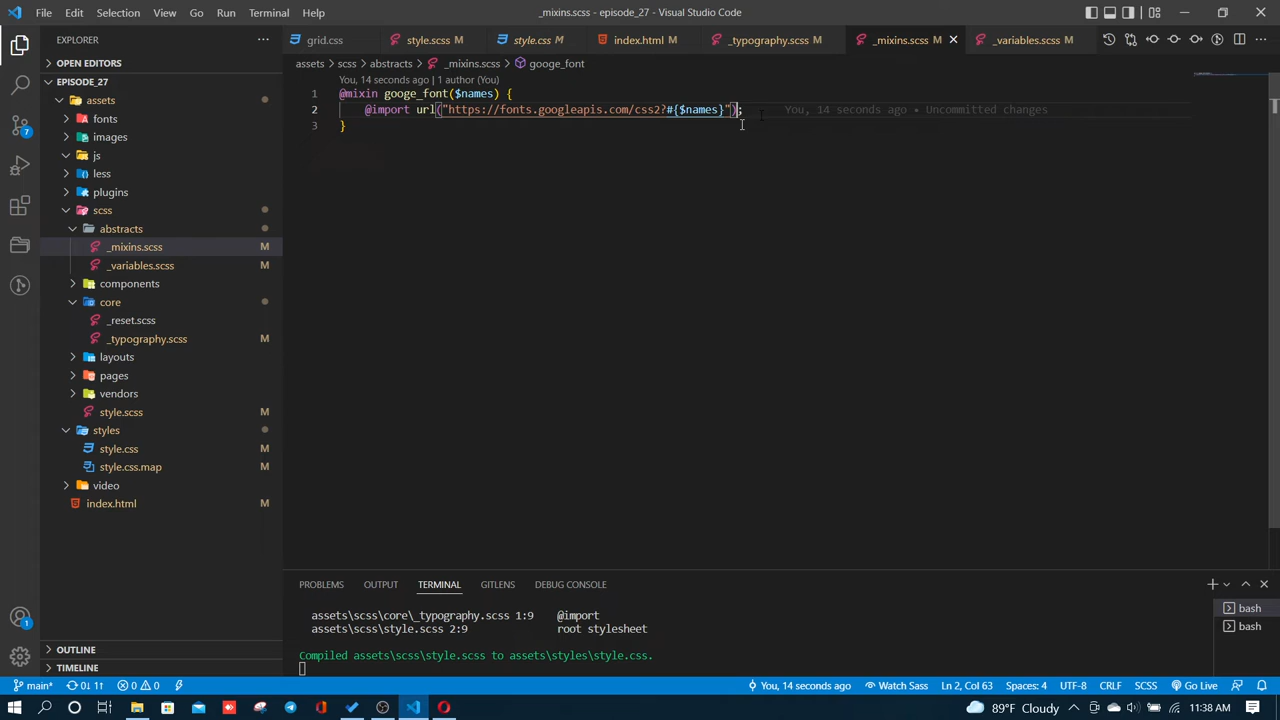 File Edit Selection View Go Run Terminal Help
_mixins.scss - episode_27 - Visual Studio Code
EXPLORER
grid.css style.scss M style.css M index.html M _typography.scss M _mixins.scss M _variables.scss M
OPEN EDITORS
assets > scss > abstracts > _mixins.scss > googe_font
EPISODE_27
You, 14 seconds ago | 1 author (You)
1 @mixin googe_font($names) {
2 @import url("https://fonts.googleapis.com/css2?#{$names}"); You, 14 seconds ago • Uncommitted changes
3 }
assets
fonts
images
7
js
less
plugins
scss
abstracts
_mixins.scss M
_variables.scss M
components
core
_reset.scss
_typography.scss M
layouts
pages
vendors
style.scss M
styles
style.css M
style.css.map M
video
index.html M
PROBLEMS OUTPUT TERMINAL GITLENS DEBUG CONSOLE
assets\scss\core\_typography.scss 1:9 @import
assets\scss\style.scss 2:9 root stylesheet
Compiled assets\scss\style.scss to assets\styles\style.css.
bash
bash
1
OUTLINE
TIMELINE
main* 0↓ 1↑ 0 0 You, 14 seconds ago Watch Sass Ln 2, Col 63 Spaces: 4 UTF-8 CRLF SCSS Go Live
89°F Cloudy 11:38 AM